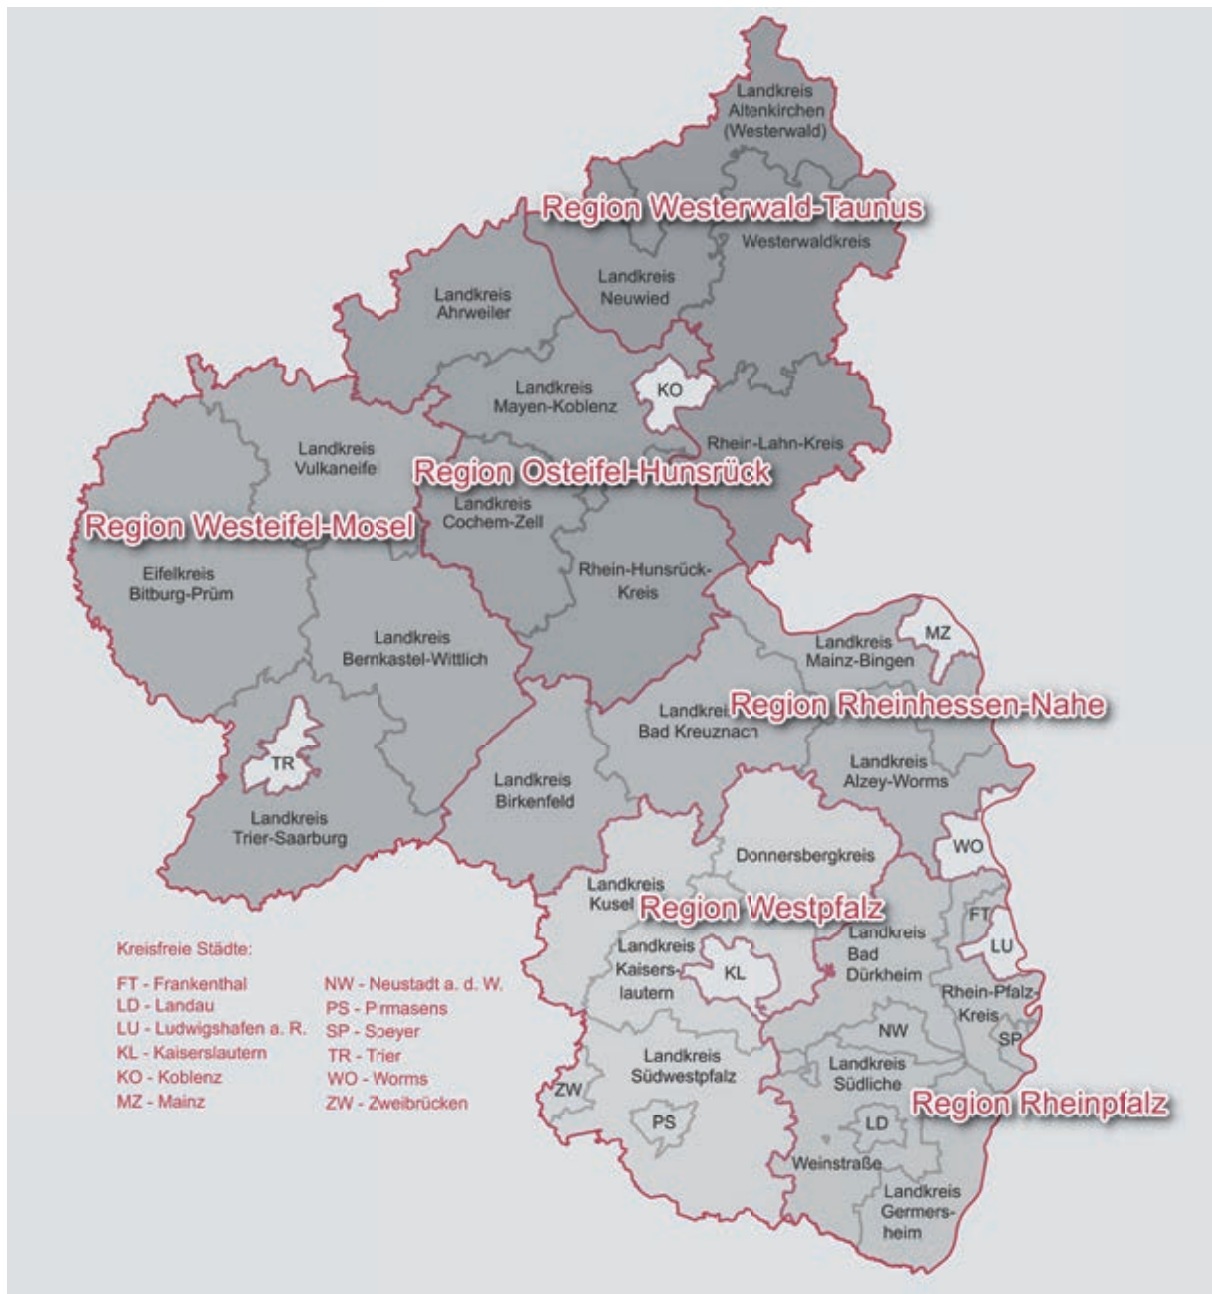 Landkreis
Altenkirchen
(Westerwald)
Region Westerwald-Taunus
Westerwaldkreis
Landkreis
Neuwied
Landkreis
Ahrweiler
Landkreis
Mayen-Koblenz
KO
Rhein-Lahn-Kreis
Landkreis
Vulkaneifel
Region Osteifel-Hunsrück
Landkreis
Cochem-Zell
Region Westeifel-Mosel
Eifelkreis
Bitburg-Prüm
Rhein-Hunsrück-
Kreis
Landkreis
Bernkastel-Wittlich
Landkreis
Mainz-Bingen
MZ
Region Rheinhessen-Nahe
Landkreis
Bad Kreuznach
TR
Landkreis
Birkenfeld
Landkreis
Alzey-Worms
Landkreis
Trier-Saarburg
WO
Donnersbergkreis
Landkreis
Kusel
Region Westpfalz
FT
Landkreis
Bad
Dürkheim
LU
Landkreis
Kaisers-
lautern
KL
Rhein-Pfalz-
Kreis
NW
SP
Landkreis
Südwestpfalz
Landkreis
Südliche
ZW
Region Rheinpfalz
PS
LD
Weinstraße
Landkreis
Germers-
heim
Kreisfreie Städte:
FT - Frankenthal
LD - Landau
LU - Ludwigshafen a. R.
KL - Kaiserslautern
KO - Koblenz
MZ - Mainz
NW - Neustadt a. d. W.
PS - Pirmasens
SP - Speyer
TR - Trier
WO - Worms
ZW - Zweibrücken